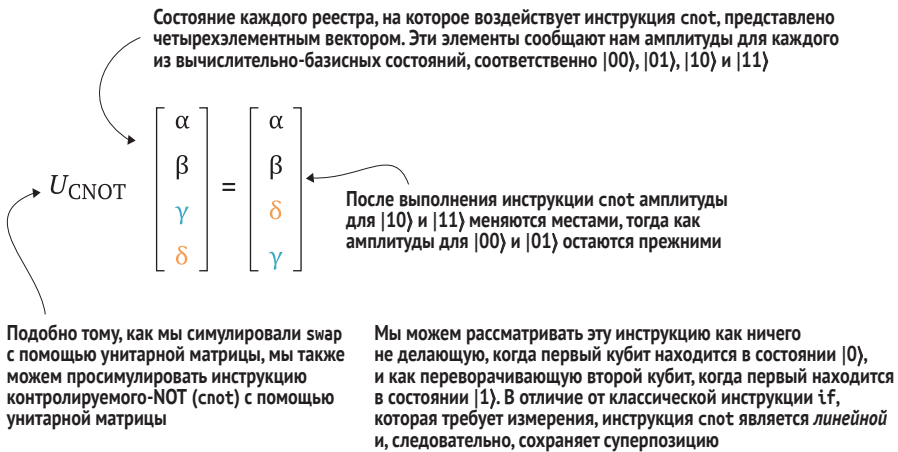 Состояние каждого реестра, на которое воздействует инструкция cnot, представлено
четырехэлементным вектором. Эти элементы сообщают нам амплитуды для каждого
из вычислительно-базисных состояний, соответственно |00⟩, |01⟩, |10⟩ и |11⟩
U_CNOT [α β γ δ] = [α β δ γ]
После выполнения инструкции cnot амплитуды
для |10⟩ и |11⟩ меняются местами, тогда как
амплитуды для |00⟩ и |01⟩ остаются прежними
Подобно тому, как мы симулировали swap
с помощью унитарной матрицы, мы также
можем просимулировать инструкцию
контролируемого-NOT (cnot) с помощью
унитарной матрицы
Мы можем рассматривать эту инструкцию как ничего
не делающую, когда первый кубит находится в состоянии |0⟩,
и как переворачивающую второй кубит, когда первый находится
в состоянии |1⟩. В отличие от классической инструкции if,
которая требует измерения, инструкция cnot является линейной
и, следовательно, сохраняет суперпозицию